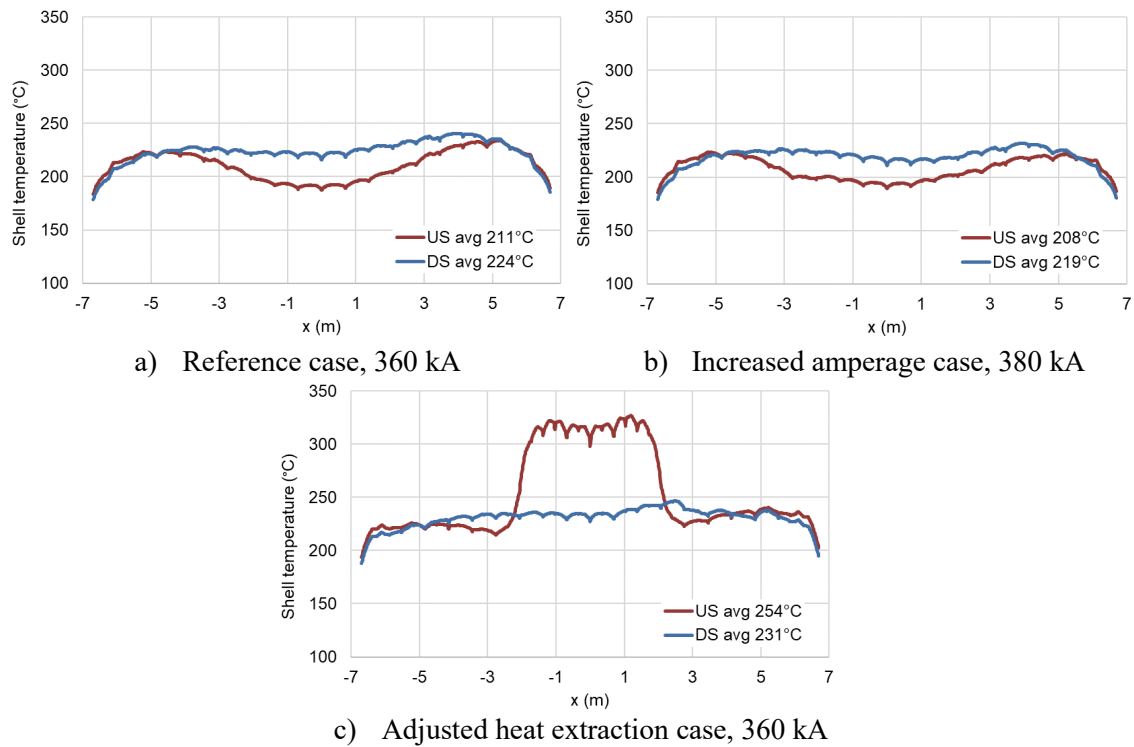 350
300
250
200
150
100
Shell temperature (°C)
US avg 211°C
DS avg 224°C
-7 -5 -3 -1 1 3 5 7
x (m)
a) Reference case, 360 kA
350
300
250
200
150
100
Shell temperature (°C)
US avg 208°C
DS avg 219°C
-7 -5 -3 -1 1 3 5 7
x (m)
b) Increased amperage case, 380 kA
350
300
250
200
150
100
Shell temperature (°C)
US avg 254°C
DS avg 231°C
-7 -5 -3 -1 1 3 5 7
x (m)
c) Adjusted heat extraction case, 360 kA